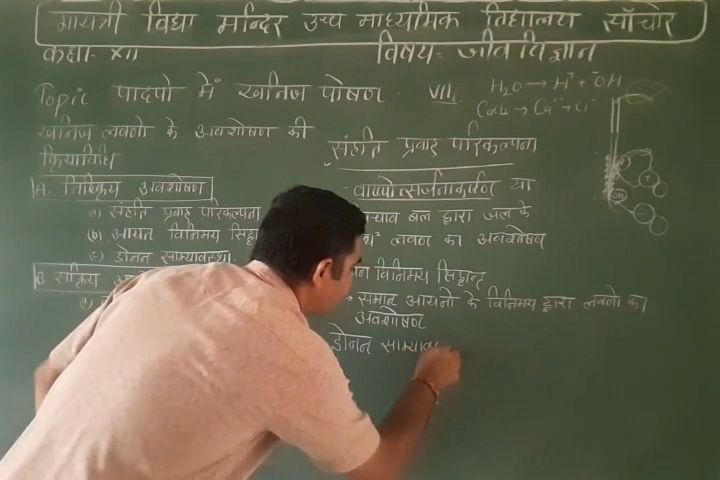 गायत्री विद्या मन्दिर उच्च माध्यमिक विद्यालय साँचोर
कक्षा- XII
विषय:- जीव विज्ञान
Topic पादपो में खनिज पोषण. VII.
H₂O → H⁺ + ⁻OH
CaCl₂ → Ca⁺⁺ + Cl⁻
खनिज लवणो के अवशोषण की
क्रियाविधि
A. निष्क्रिय अवशोषण
(a) संहति प्रवाह परिकल्पना
(b) आयन विनिमय
(c) डोनन साम्यावस्था.
B. सक्रिय
(a)
संहति प्रवाह परिकल्पना
वाष्पोत्सर्जनाकर्षण या
बल द्वारा जल के
लवण का अवशोषण
विनिमय सिद्धान्त
समान आयनो के विनिमय द्वारा लवणो का
अवशोषण
डोनन